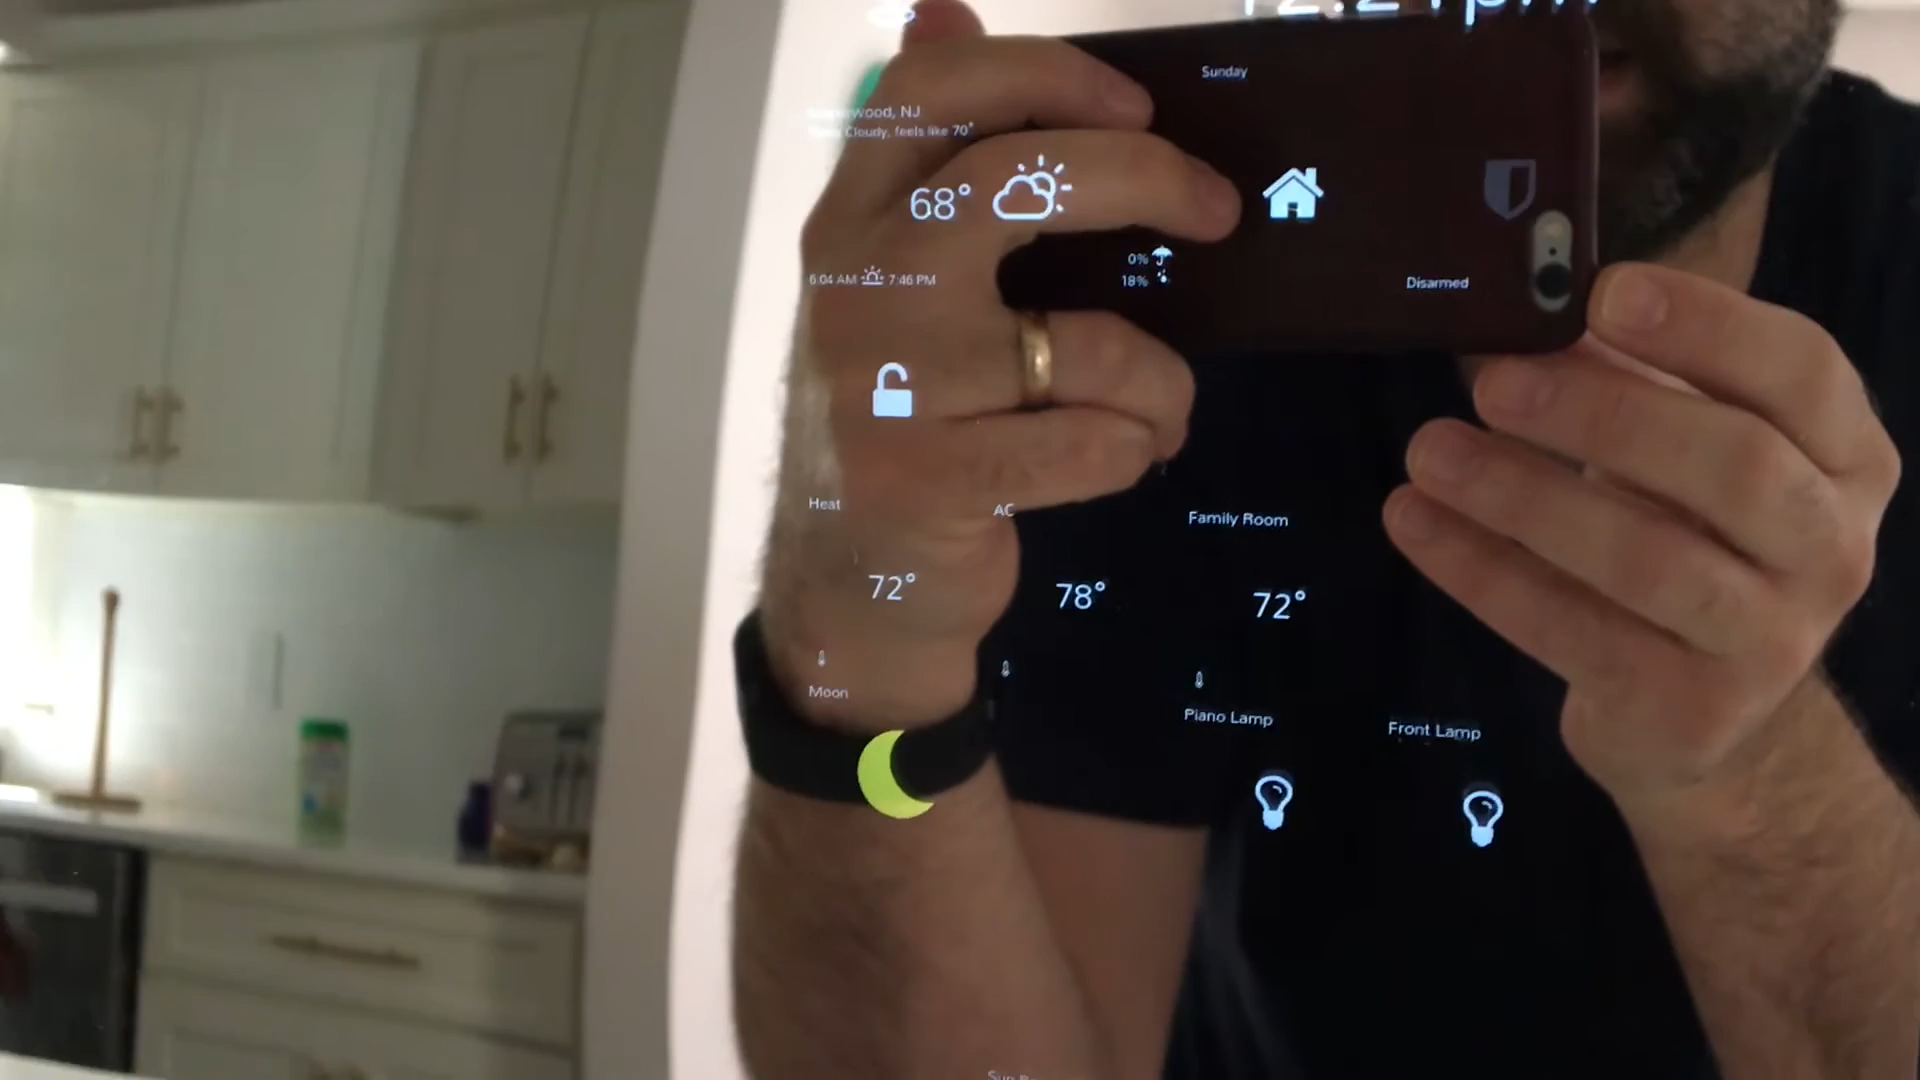 Sunday
NJ
Cloudy, feels like 70°
68°
0%
18%
6:04 AM 7:46 PM
Disarmed
Heat
AC
Family Room
72°
78°
72°
Moon
Piano Lamp
Front Lamp